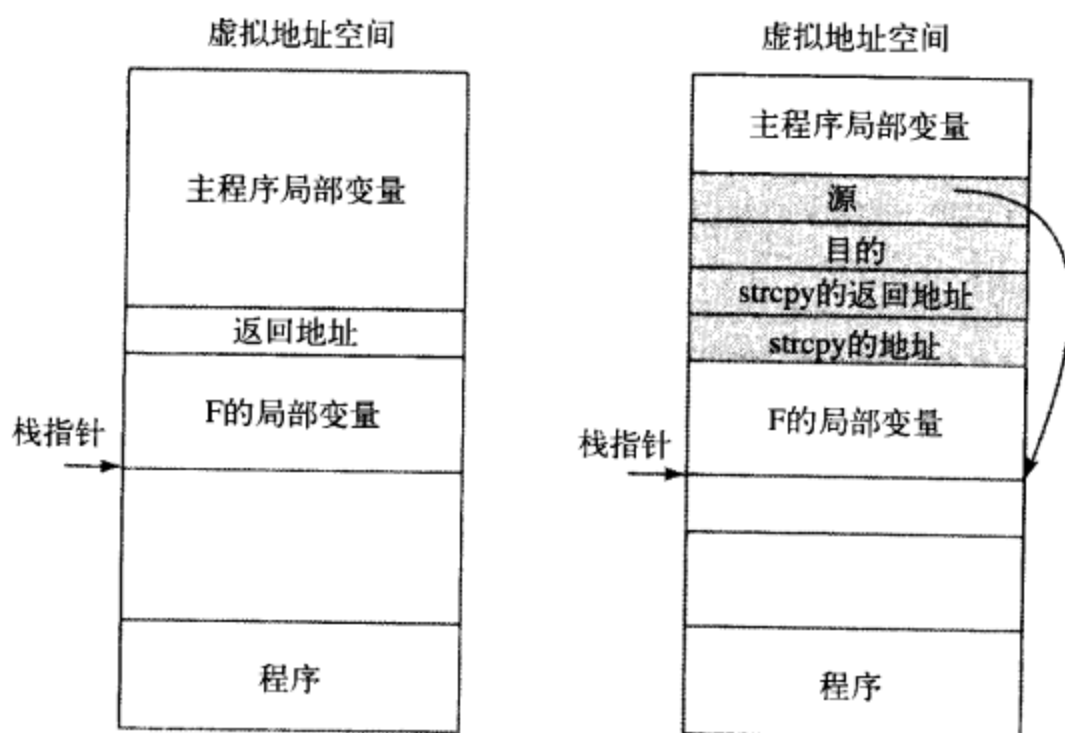 虚拟地址空间
主程序局部变量
返回地址
F的局部变量
栈指针
程序
虚拟地址空间
主程序局部变量
源
目的
strcpy的返回地址
strcpy的地址
F的局部变量
栈指针
程序